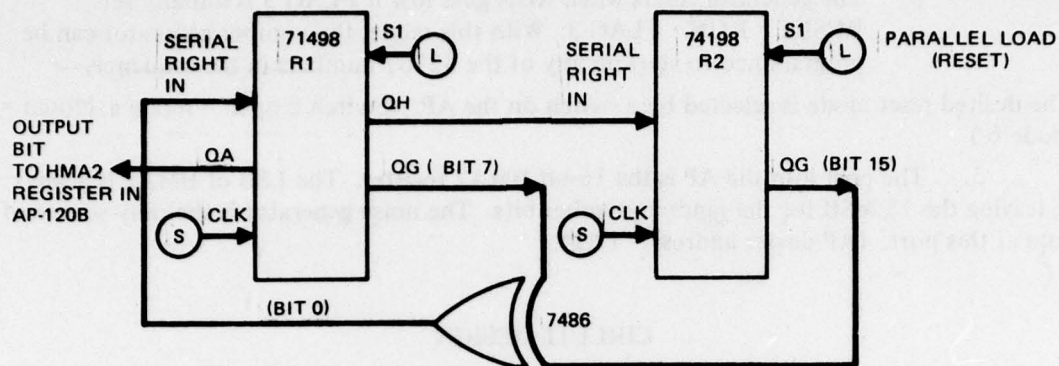 SERIAL
RIGHT
IN
71498
R1
S1
L
SERIAL
RIGHT
IN
74198
R2
S1
L
PARALLEL LOAD
(RESET)
QH
OUTPUT
BIT
TO HMA2
REGISTER IN
AP-120B
QA
QG ( BIT 7)
QG (BIT 15)
S
CLK
S
CLK
(BIT 0)
7486